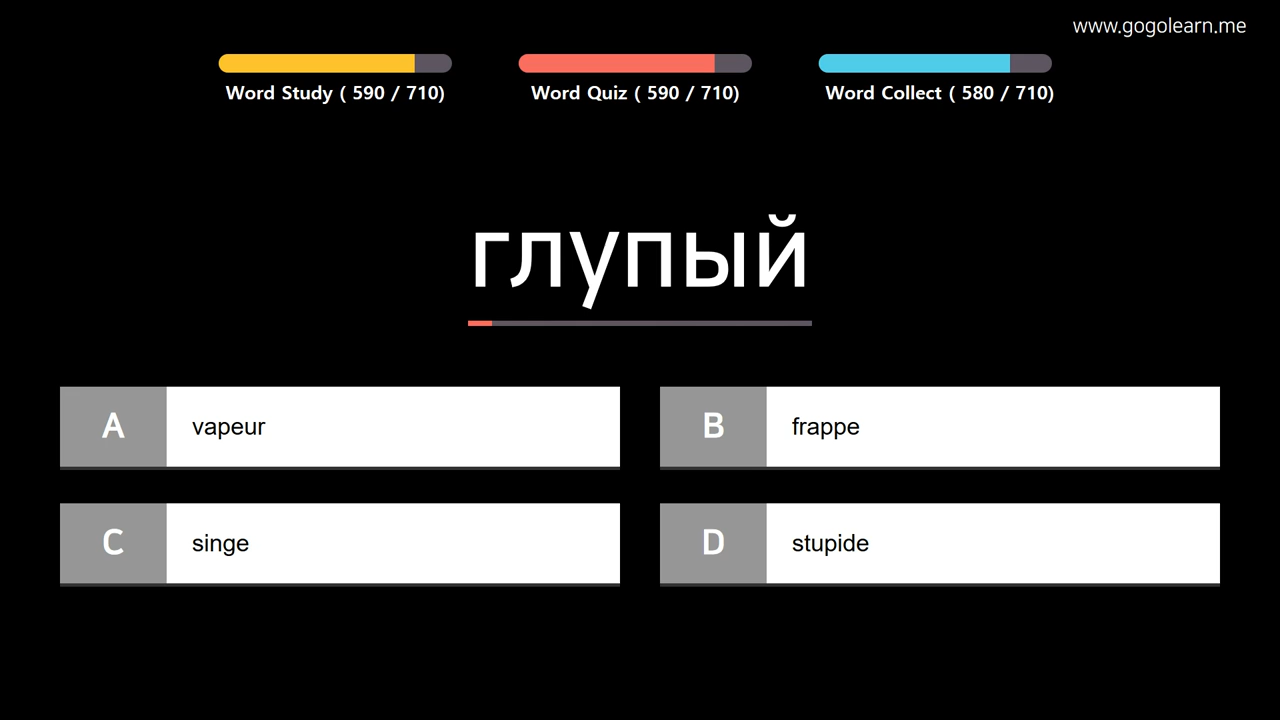 www.gogolearn.me
Word Study ( 590 / 710)
Word Quiz ( 590 / 710)
Word Collect ( 580 / 710)
глупый
A vapeur
B frappe
C singe
D stupide